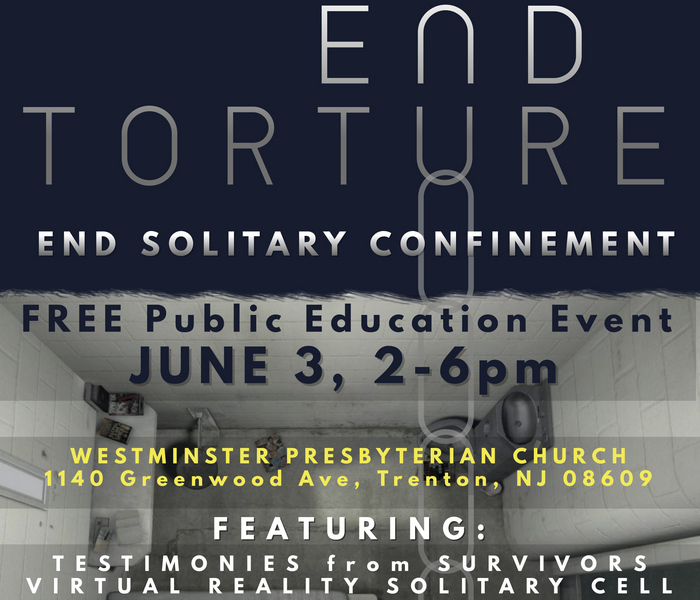 END
TORTURE
END SOLITARY CONFINEMENT
FREE Public Education Event
JUNE 3, 2-6pm
WESTMINSTER PRESBYTERIAN CHURCH
1140 Greenwood Ave, Trenton, NJ 08609
FEATURING:
TESTIMONIES from SURVIVORS
VIRTUAL REALITY SOLITARY CELL